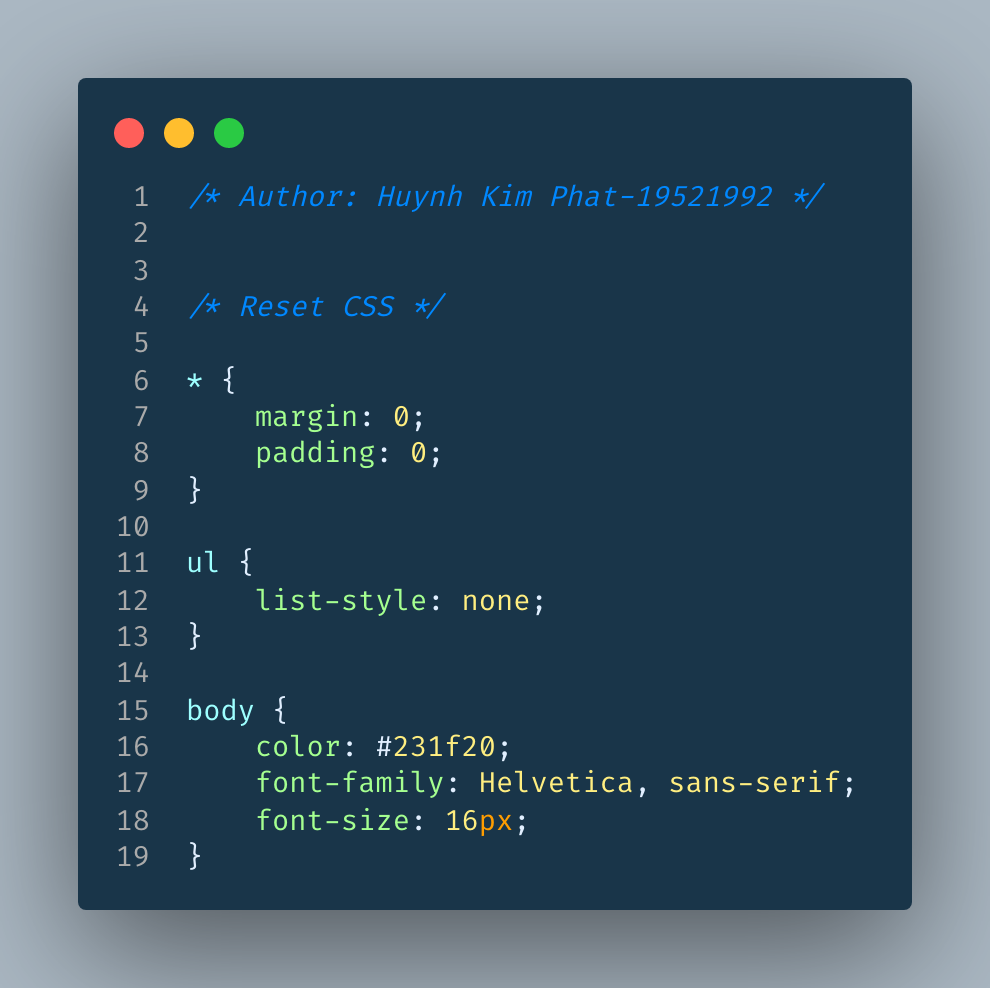 1 /* Author: Huynh Kim Phat-19521992 */
2
3
4 /* Reset CSS */
5
6 * {
7     margin: 0;
8     padding: 0;
9 }
10
11 ul {
12     list-style: none;
13 }
14
15 body {
16     color: #231f20;
17     font-family: Helvetica, sans-serif;
18     font-size: 16px;
19 }